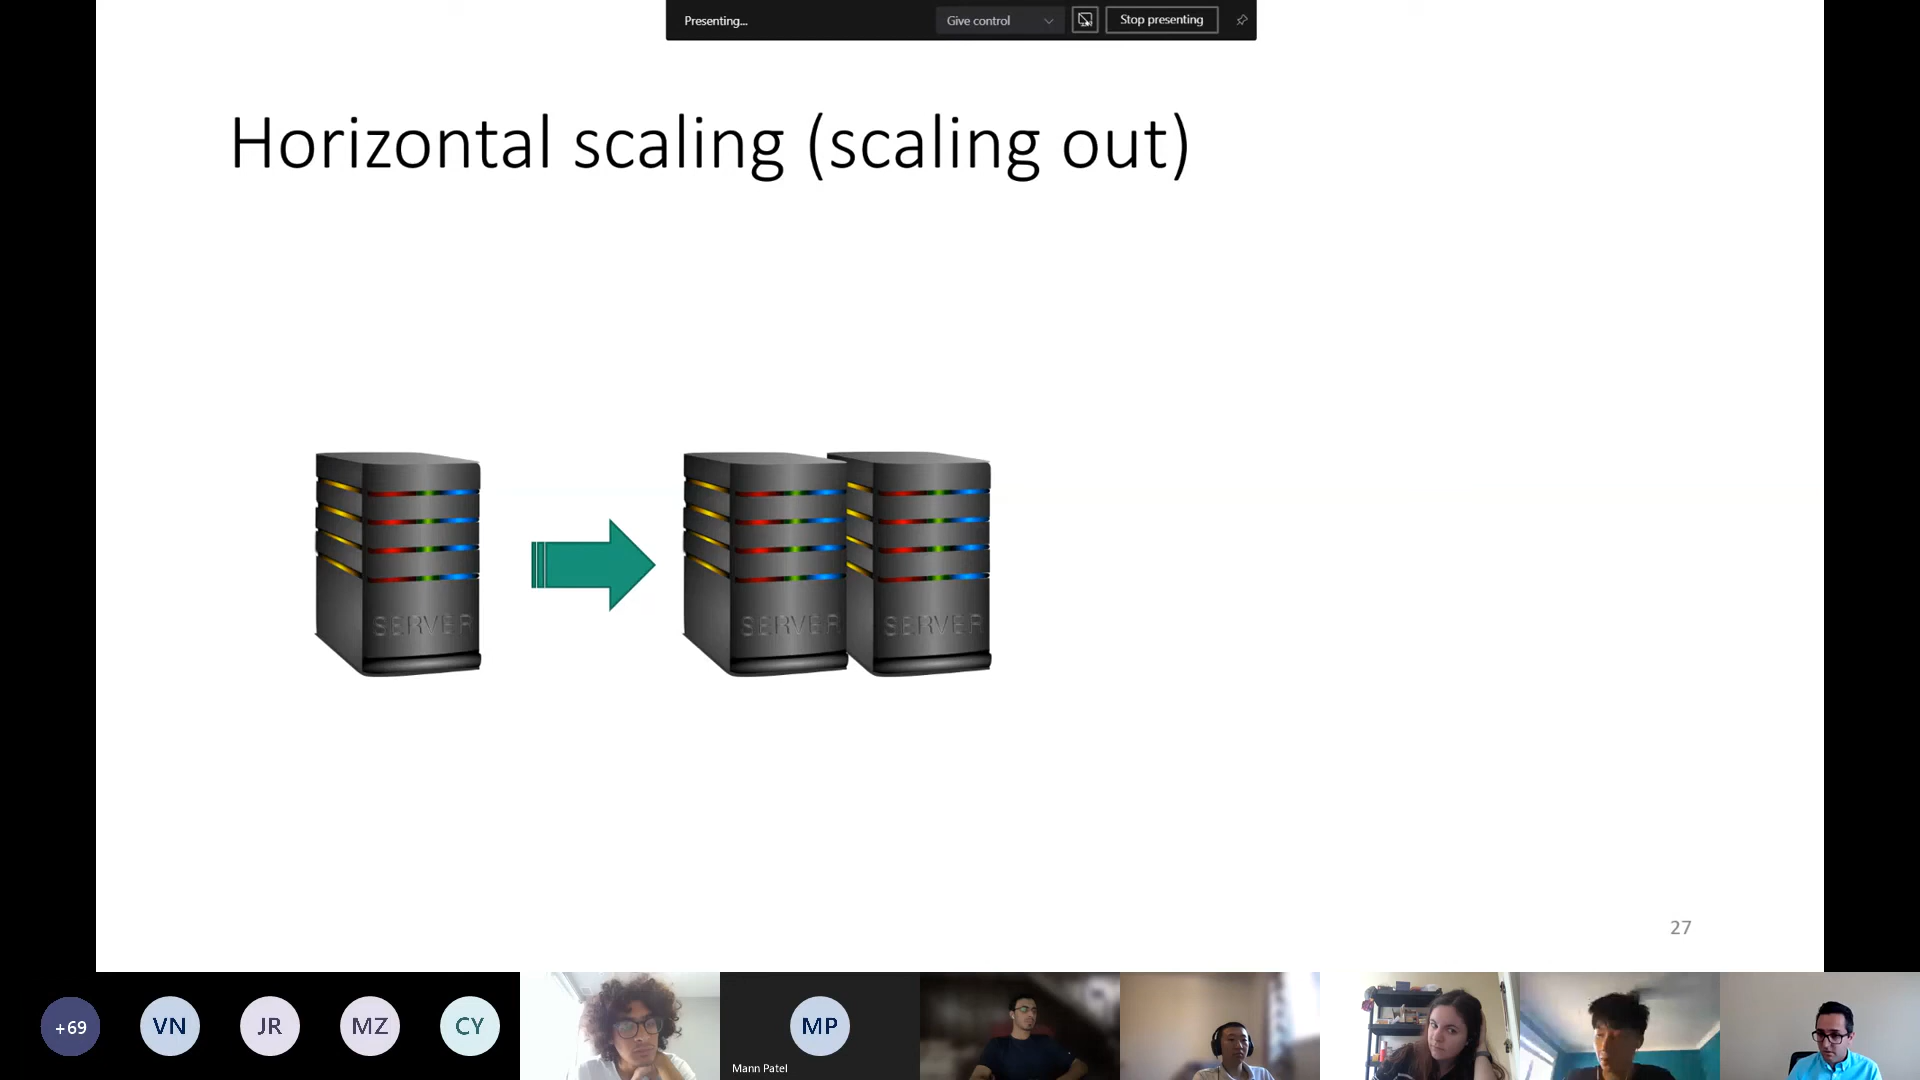 Presenting...
Give control
Stop presenting
Horizontal scaling (scaling out)
SERVER
SERVER
SERVER
27
+69
VN
JR
MZ
CY
MP
Mann Patel